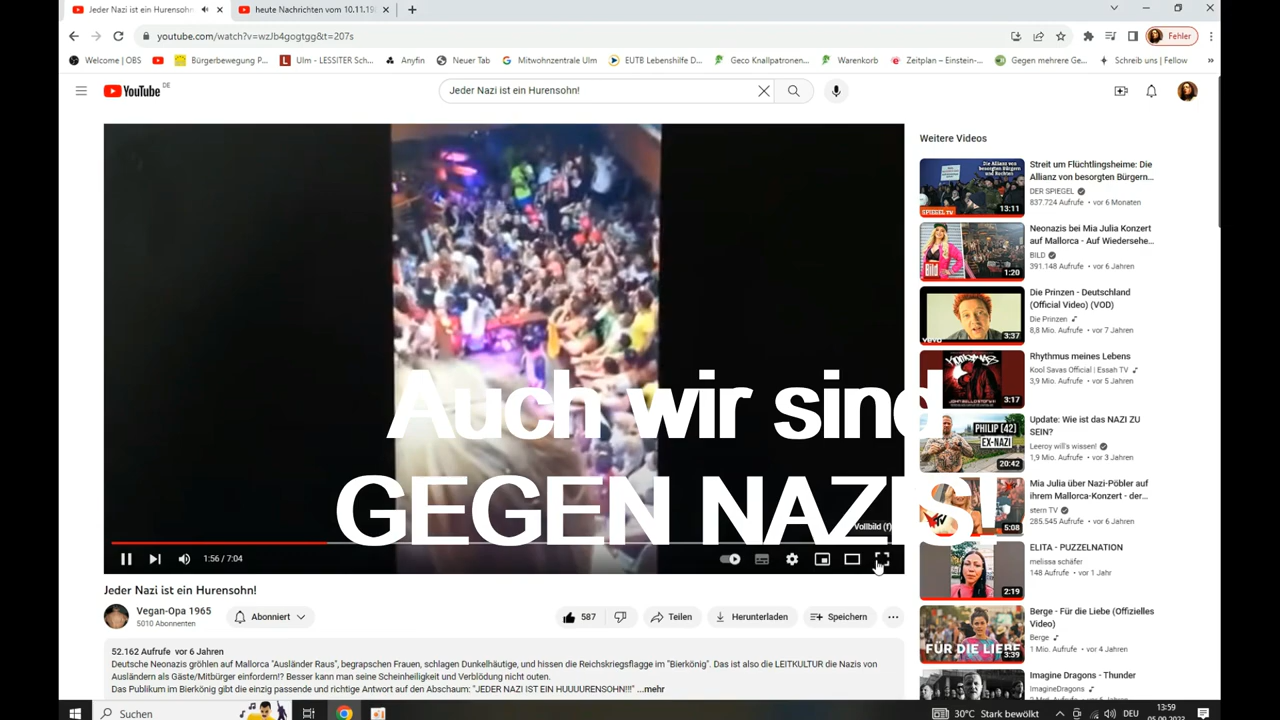 Jeder Nazi ist ein Hurensohn
heute Nachrichten vom 10.11.19
youtube.com/watch?v=wzJb4gogtgg&t=207s
Fehler
Welcome | OBS
Bürgerbewegung P...
Ulm - LESSITER Sch...
Anyfin
Neuer Tab
Mitwohnzentrale Ulm
EUTB Lebenshilfe D...
Geco Knallpatronen...
Warenkorb
Zeitplan – Einstein-...
Gegen mehrere Ge...
Schreib uns | Fellow
YouTube DE
Jeder Nazi ist ein Hurensohn!
Auch wir sind
GEGEN NAZIS!
Vollbild (f)
1:56 / 7:04
Jeder Nazi ist ein Hurensohn!
Vegan-Opa 1965
5010 Abonnenten
Abonniert
587
Teilen
Herunterladen
Speichern
52.162 Aufrufe vor 6 Jahren
Deutsche Neonazis gröhlen auf Mallorca "Ausländer Raus", begrapschen Frauen, schlagen Dunkelhäutige, und hissen die Reichskriegsflagge im "Bierkönig". Das ist also die LEITKULTUR die Nazis von
Ausländern als Gäste/Mitbürger einfordern!? Besser kann man seine Scheinheiligkeit und Verblödung nicht outen.
Das Publikum im Bierkönig gibt die einzig passende und richtige Antwort auf den Abschaum: "JEDER NAZI IST EIN HUUUURENSOHN!!!" ...mehr
Weitere Videos
SPIEGEL TV
13:11
Streit um Flüchtlingsheime: Die
Allianz von besorgten Bürgern...
DER SPIEGEL
837.724 Aufrufe vor 6 Monaten
Bild
1:20
Neonazis bei Mia Julia Konzert
auf Mallorca - Auf Wiedersehe...
BILD
391.148 Aufrufe vor 6 Jahren
vevo
3:37
Die Prinzen - Deutschland
(Official Video) (VOD)
Die Prinzen
8,8 Mio. Aufrufe vor 7 Jahren
3:17
Rhythmus meines Lebens
Kool Savas Official | Essah TV
3,9 Mio. Aufrufe vor 5 Jahren
PHILIP (42)
EX-NAZI
20:42
Update: Wie ist das NAZI ZU
SEIN?
Leeroy will's wissen!
1,9 Mio. Aufrufe vor 3 Jahren
5:08
Mia Julia über Nazi-Pöbler auf
ihrem Mallorca-Konzert - der...
stern TV
285.545 Aufrufe vor 6 Jahren
2:19
ELITA - PUZZELNATION
melissa schäfer
148 Aufrufe vor 1 Jahr
FÜR DIE LIEBE
3:39
Berge - Für die Liebe (Offizielles
Video)
Berge
1 Mio. Aufrufe vor 4 Jahren
Imagine Dragons - Thunder
ImagineDragons
Suchen
30°C Stark bewölkt
DEU
13:59
05.09.2023